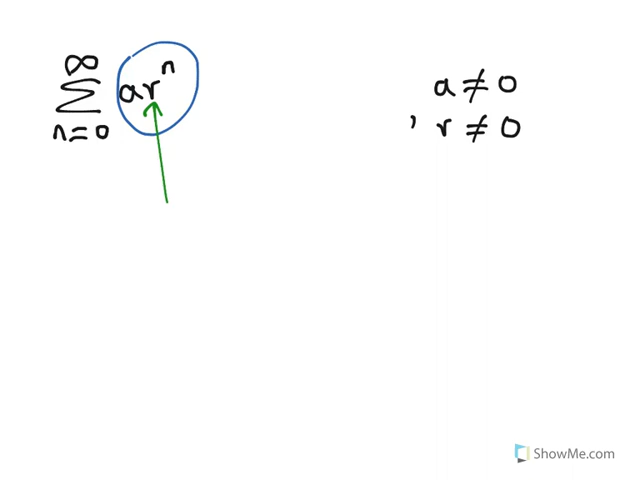 ∞
∑ arⁿ
n=0
a ≠ 0
, r ≠ 0
ShowMe.com